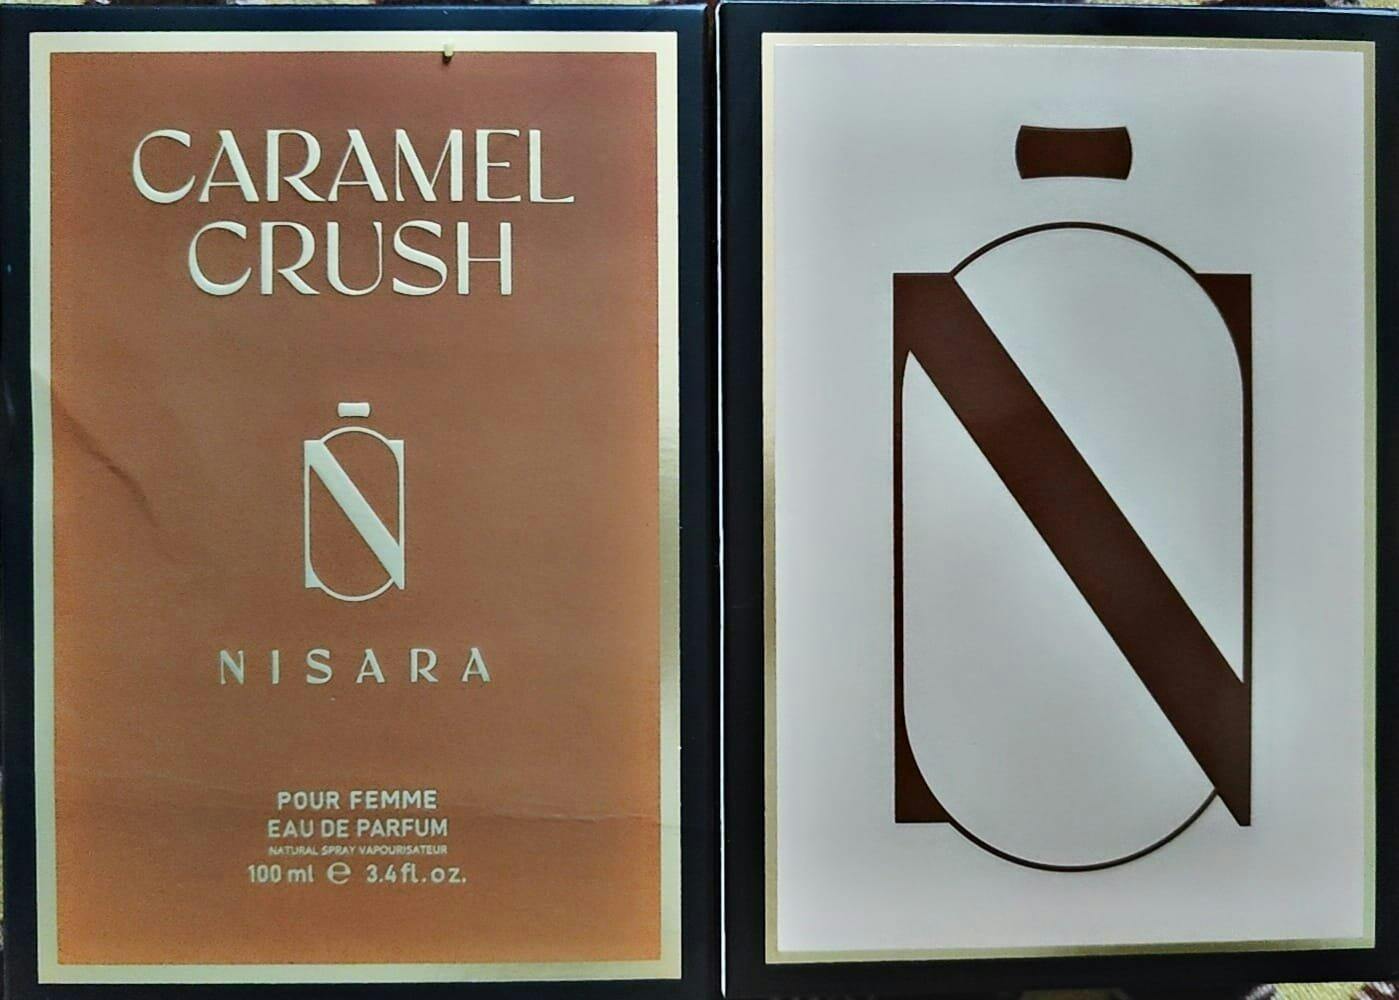 CARAMEL
CRUSH
NISARA
POUR FEMME
EAU DE PARFUM
NATURAL SPRAY VAPOURISATEUR
100 ml ℮ 3.4 fl. oz.